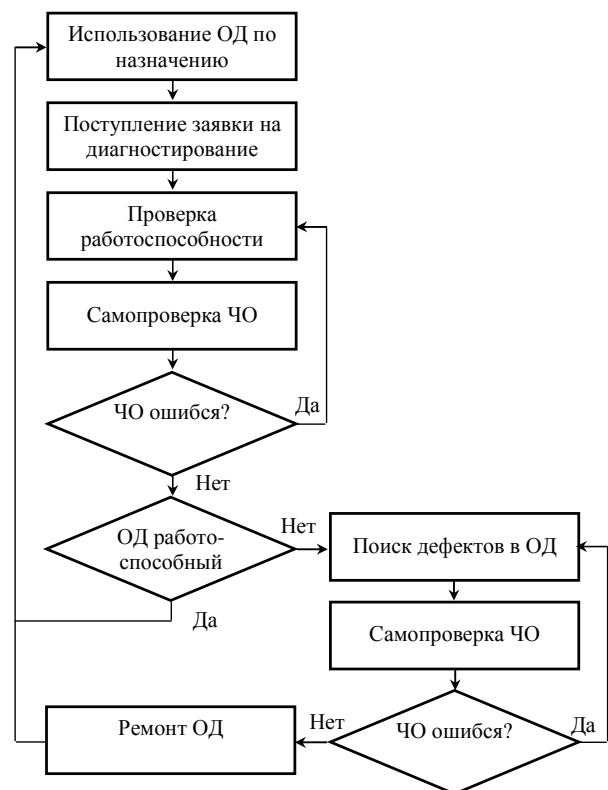 Использование ОД по
назначению
Поступление заявки на
диагностирование
Проверка
работоспособности
Самопроверка ЧО
ЧО ошибся?
Да
Нет
ОД работо-
способный
Нет
Да
Поиск дефектов в ОД
Самопроверка ЧО
ЧО ошибся?
Да
Нет
Ремонт ОД